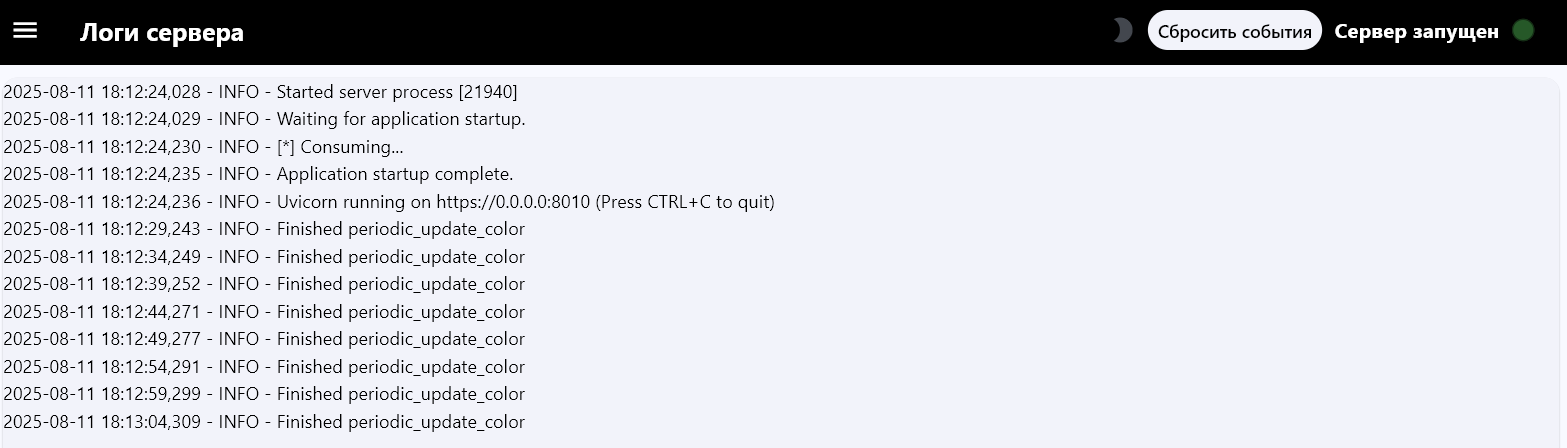 Логи сервера
Сбросить события
Сервер запущен
2025-08-11 18:12:24,028 - INFO - Started server process [21940]
2025-08-11 18:12:24,029 - INFO - Waiting for application startup.
2025-08-11 18:12:24,230 - INFO - [*] Consuming...
2025-08-11 18:12:24,235 - INFO - Application startup complete.
2025-08-11 18:12:24,236 - INFO - Uvicorn running on https://0.0.0.0:8010 (Press CTRL+C to quit)
2025-08-11 18:12:29,243 - INFO - Finished periodic_update_color
2025-08-11 18:12:34,249 - INFO - Finished periodic_update_color
2025-08-11 18:12:39,252 - INFO - Finished periodic_update_color
2025-08-11 18:12:44,271 - INFO - Finished periodic_update_color
2025-08-11 18:12:49,277 - INFO - Finished periodic_update_color
2025-08-11 18:12:54,291 - INFO - Finished periodic_update_color
2025-08-11 18:12:59,299 - INFO - Finished periodic_update_color
2025-08-11 18:13:04,309 - INFO - Finished periodic_update_color